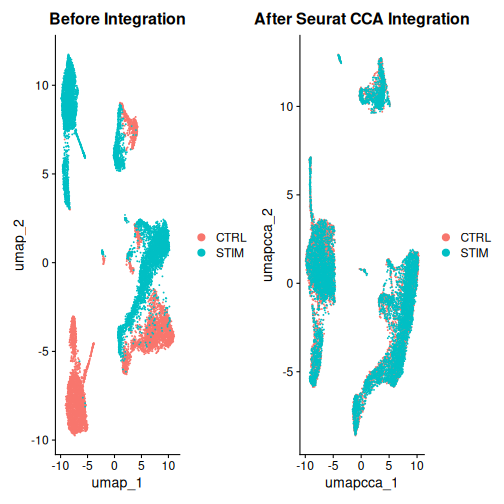 Before Integration
umap_2
10
5
0
-5
-10
-10 -5 0 5 10
umap_1
CTRL
STIM
After Seurat CCA Integration
umapcca_2
10
5
0
-5
-10 -5 0 5 10
umapcca_1
CTRL
STIM